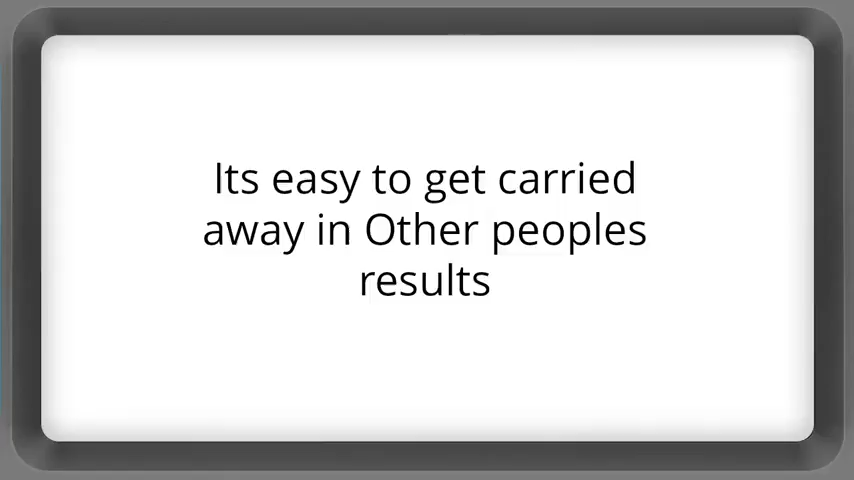 Its easy to get carried
away in Other peoples
results